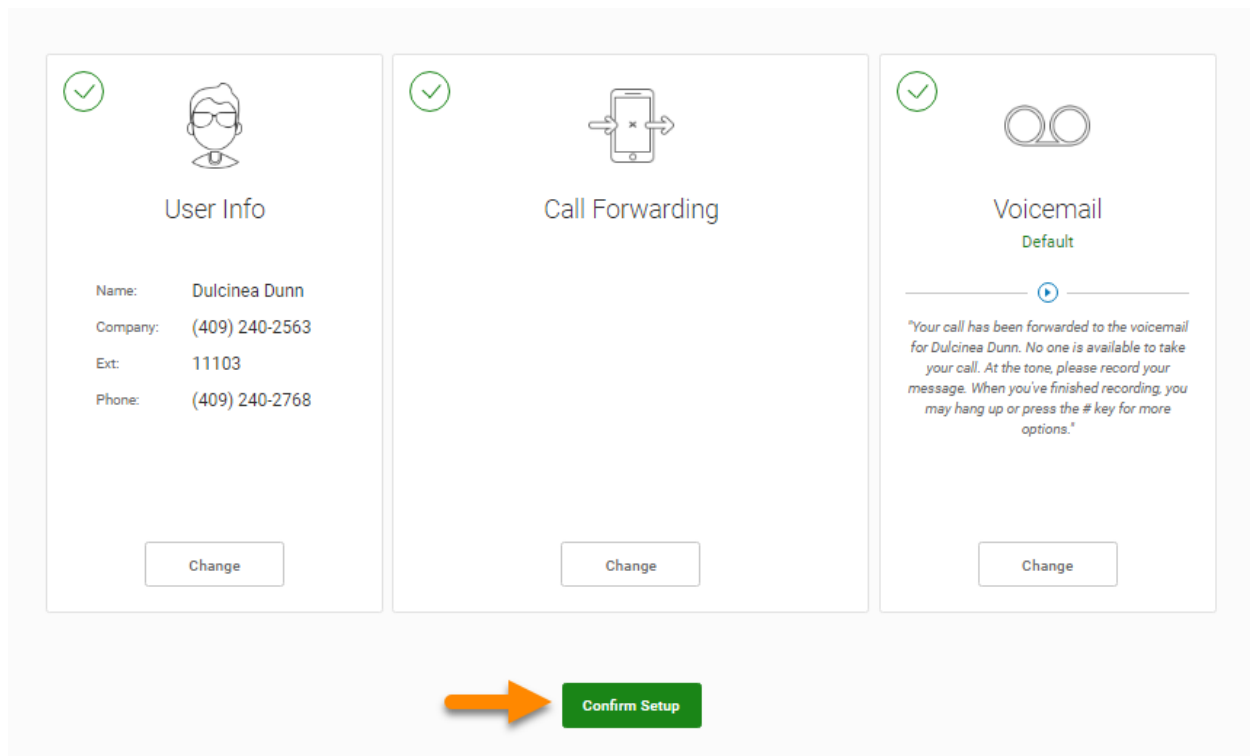 User Info
Name: Dulcinea Dunn
Company: (409) 240-2563
Ext: 11103
Phone: (409) 240-2768
Change
Call Forwarding
Change
Voicemail
Default
"Your call has been forwarded to the voicemail
for Dulcinea Dunn. No one is available to take
your call. At the tone, please record your
message. When you've finished recording, you
may hang up or press the # key for more
options."
Change
Confirm Setup